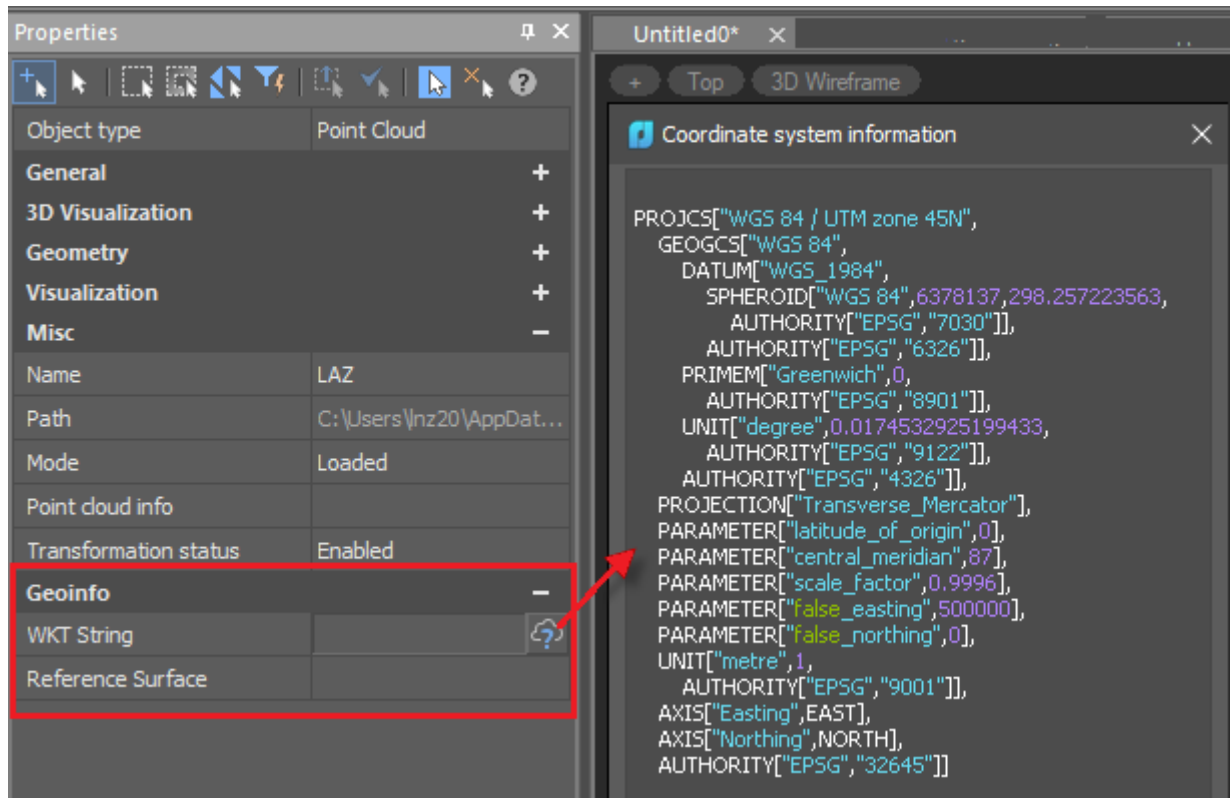 Properties
Object type Point Cloud
General
3D Visualization
Geometry
Visualization
Misc
Name LAZ
Path C:\Users\lnz20\AppDat...
Mode Loaded
Point cloud info
Transformation status Enabled
Geoinfo
WKT String
Reference Surface
Untitled0*
+ Top 3D Wireframe
Coordinate system information
PROJCS["WGS 84 / UTM zone 45N",
GEOGCS["WGS 84",
DATUM["WGS_1984",
SPHEROID["WGS 84",6378137,298.257223563,
AUTHORITY["EPSG","7030"]],
AUTHORITY["EPSG","6326"]],
PRIMEM["Greenwich",0,
AUTHORITY["EPSG","8901"]],
UNIT["degree",0.0174532925199433,
AUTHORITY["EPSG","9122"]],
AUTHORITY["EPSG","4326"]],
PROJECTION["Transverse_Mercator"],
PARAMETER["latitude_of_origin",0],
PARAMETER["central_meridian",87],
PARAMETER["scale_factor",0.9996],
PARAMETER["false_easting",500000],
PARAMETER["false_northing",0],
UNIT["metre",1,
AUTHORITY["EPSG","9001"]],
AXIS["Easting",EAST],
AXIS["Northing",NORTH],
AUTHORITY["EPSG","32645"]]